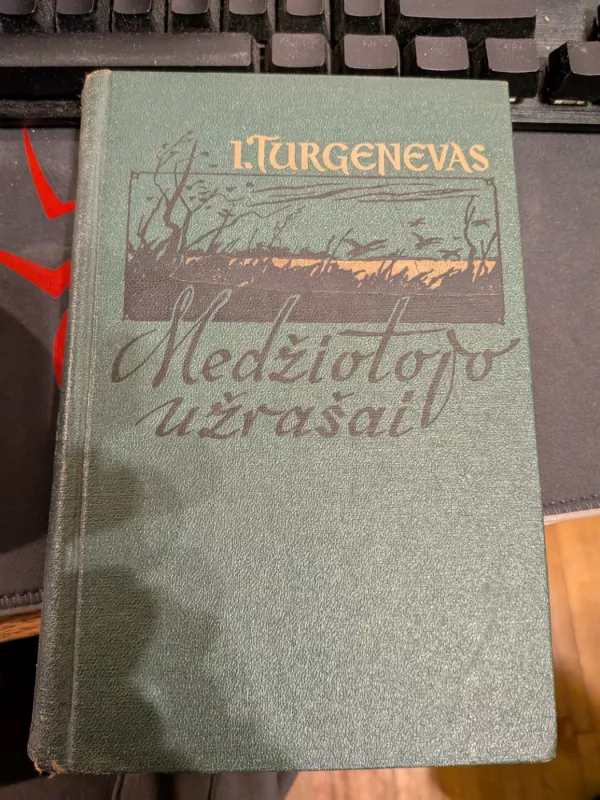 I. TURGENEVAS
Medžiotojo
užrašai